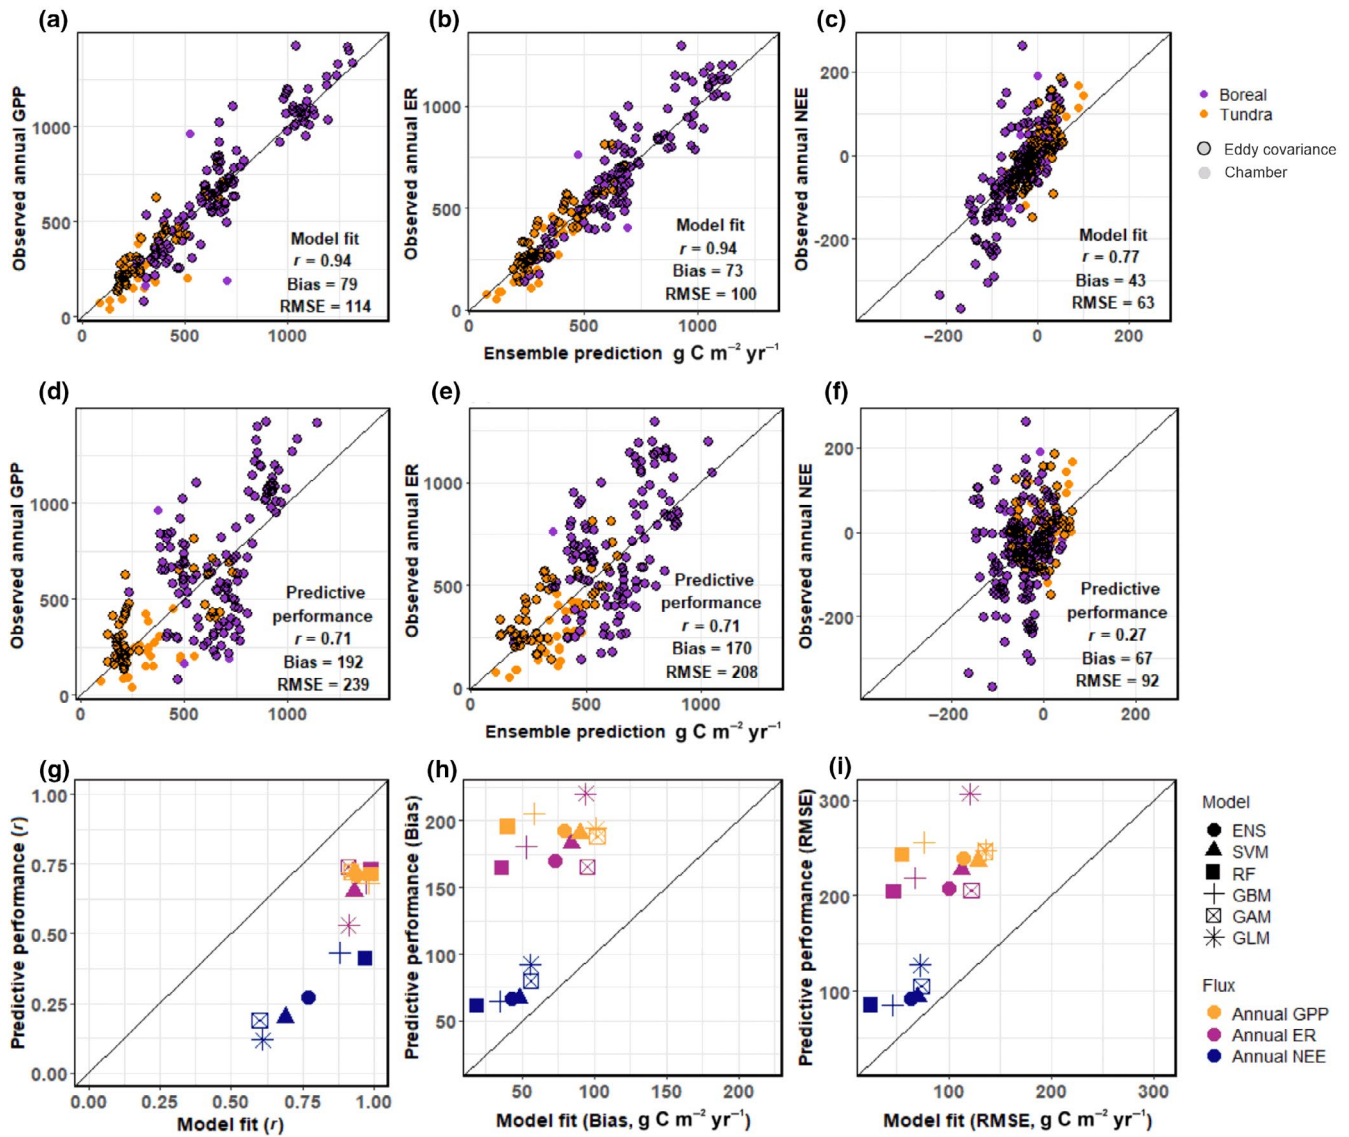 (a)
(b)
(c)
Observed annual GPP
1000
500
0
0
500
1000
Model fit
r = 0.94
Bias = 79
RMSE = 114
Observed annual ER
1000
500
0
0
500
1000
Model fit
r = 0.94
Bias = 73
RMSE = 100
Ensemble prediction g C m−2 yr−1
Observed annual NEE
200
0
-200
−200
0
200
Model fit
r = 0.77
Bias = 43
RMSE = 63
Boreal
Tundra
Eddy covariance
Chamber
(d)
(e)
(f)
Observed annual GPP
1000
500
0
0
500
1000
Predictive
performance
r = 0.71
Bias = 192
RMSE = 239
Observed annual ER
1000
500
0
0
500
1000
Predictive
performance
r = 0.71
Bias = 170
RMSE = 208
Ensemble prediction g C m−2 yr−1
Observed annual NEE
200
0
-200
−200
0
200
Predictive
performance
r = 0.27
Bias = 67
RMSE = 92
(g)
(h)
(i)
Predictive performance (r)
1.00
0.75
0.50
0.25
0.00
0.00
0.25
0.50
0.75
1.00
Model fit (r)
Predictive performance (Bias)
200
150
100
50
50
100
150
200
Model fit (Bias, g C m−2 yr−1)
Predictive performance (RMSE)
300
200
100
100
200
300
Model fit (RMSE, g C m−2 yr−1)
Model
ENS
SVM
RF
GBM
GAM
GLM
Flux
Annual GPP
Annual ER
Annual NEE